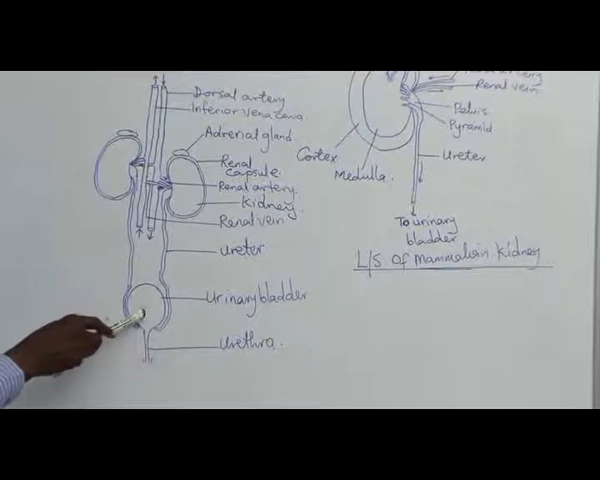 Dorsal artery
Inferior Vena cava
Adrenal gland
Renal
capsule
Renal artery
Kidney
Renal vein
Ureter
Urinary bladder
Urethra
Renal vein
Pelvis
Pyramid
Cortex
Medulla
Ureter
To urinary
bladder
L/S Of Mammalian Kidney